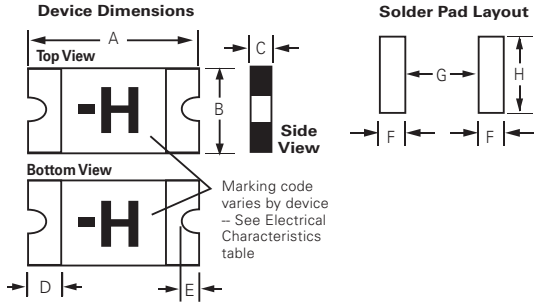 Device Dimensions
A
Top View
-H
B
C
Side
View
Bottom View
-H
D
E
Marking code
varies by device
-- See Electrical
Characteristics
table
Solder Pad Layout
G
H
F
F